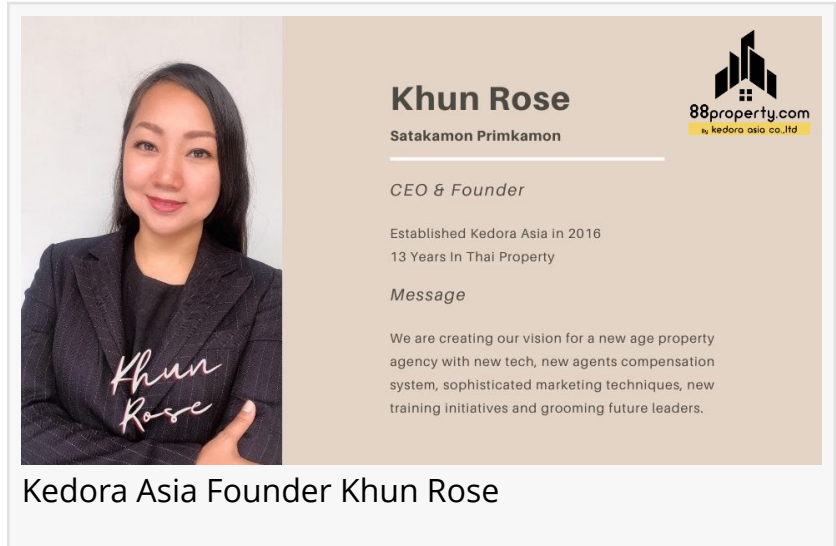 Khun Rose
Satakamon Primkamon
CEO & Founder
Established Kedora Asia in 2016
13 Years In Thai Property
Message
We are creating our vision for a new age property
agency with new tech, new agents compensation
system, sophisticated marketing techniques, new
training initiatives and grooming future leaders.
88property.com
By kedora asia co.,ltd
Khun
Rose
Kedora Asia Founder Khun Rose